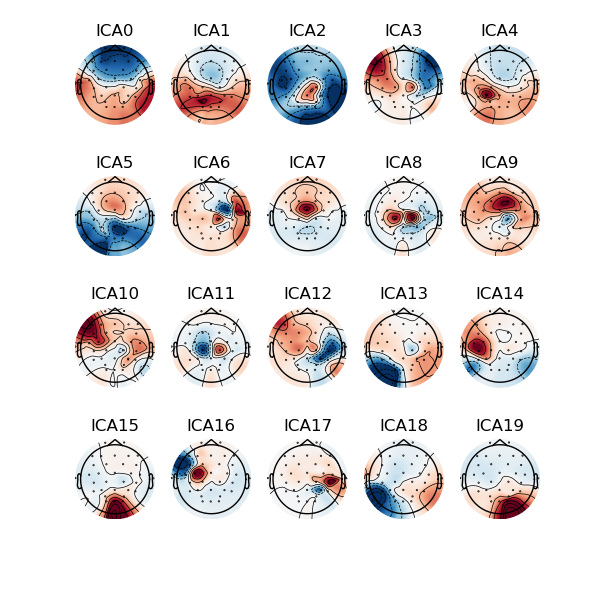 ICA0 ICA1 ICA2 ICA3 ICA4
ICA5 ICA6 ICA7 ICA8 ICA9
ICA10 ICA11 ICA12 ICA13 ICA14
ICA15 ICA16 ICA17 ICA18 ICA19